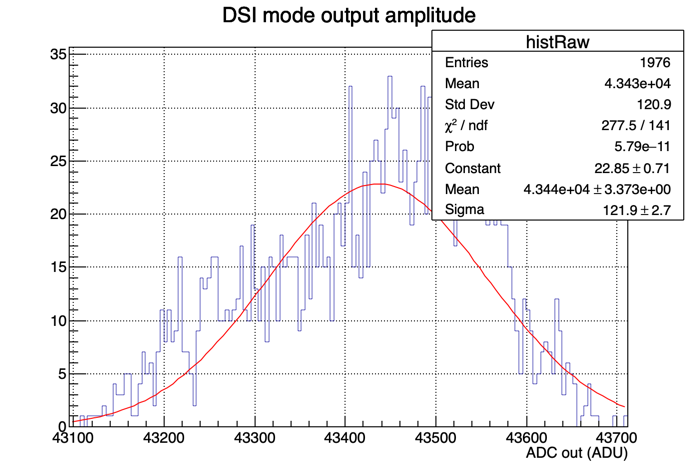 DSI mode output amplitude
histRaw
Entries 1976
Mean 4.343e+04
Std Dev 120.9
χ² / ndf 277.5 / 141
Prob 5.79e−11
Constant 22.85 ± 0.71
Mean 4.344e+04 ± 3.373e+00
Sigma 121.9 ± 2.7
35
30
25
20
15
10
5
0
43100 43200 43300 43400 43500 43600 43700
ADC out (ADU)